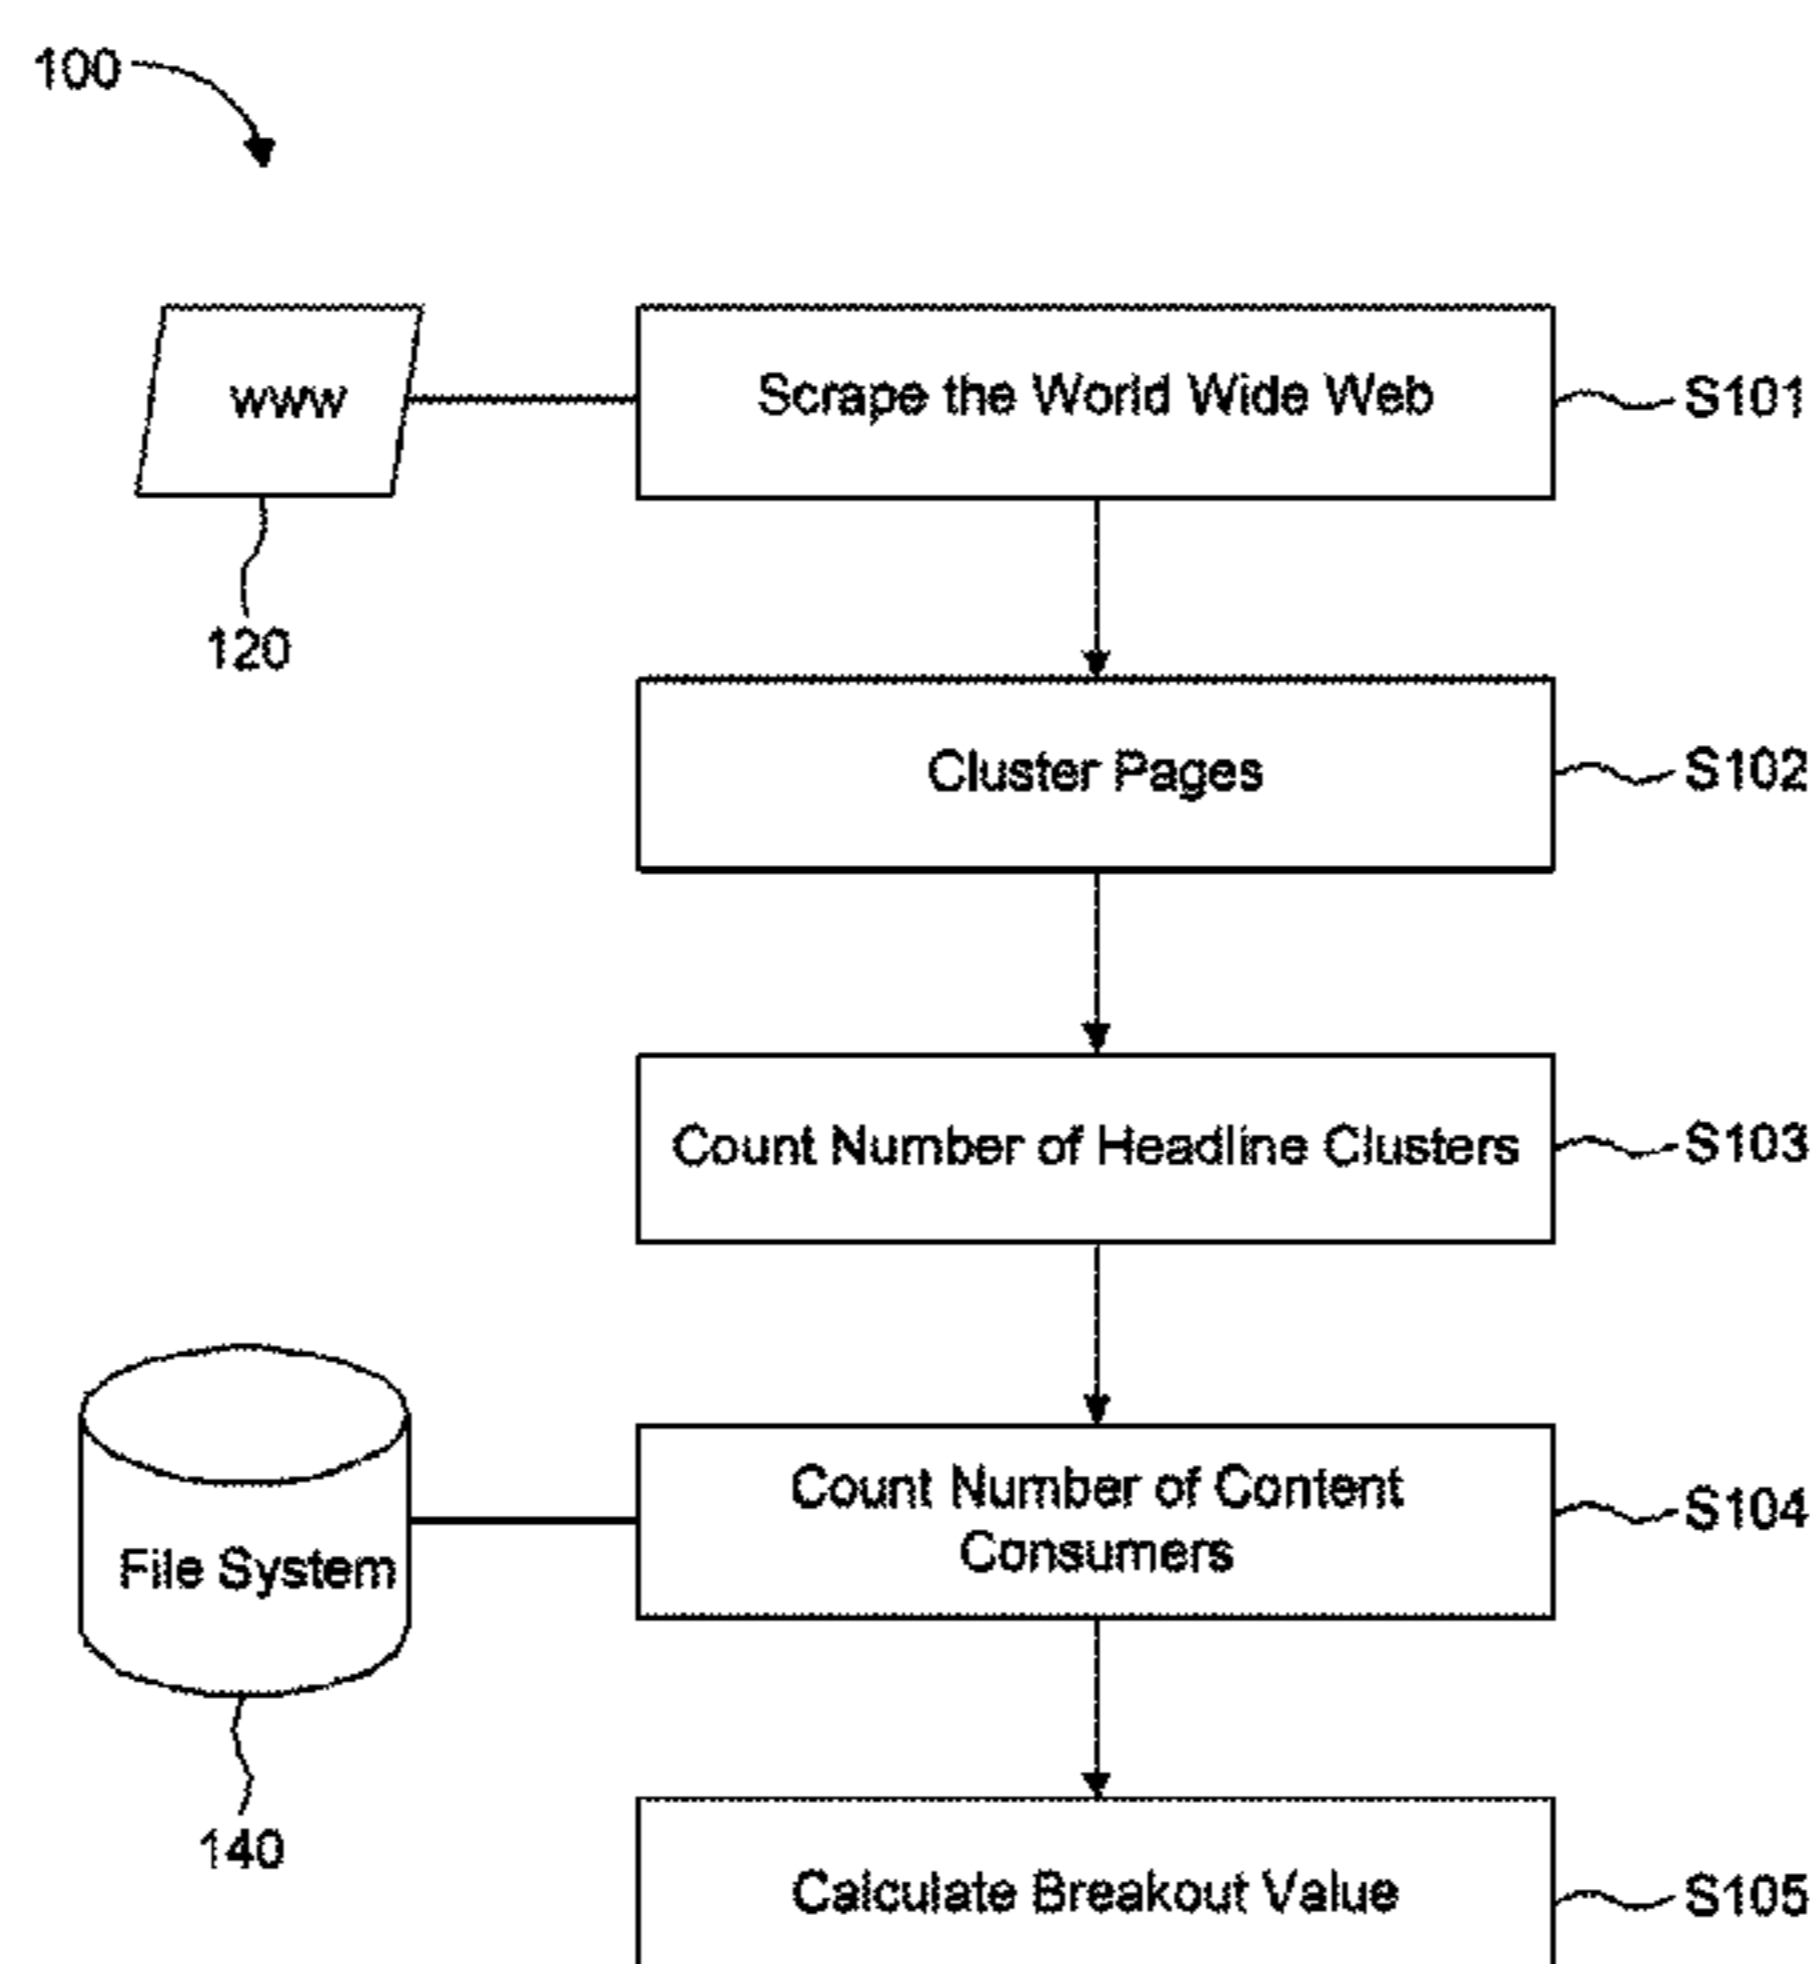 100
www
Scrape the World Wide Web
S101
120
Cluster Pages
S102
Count Number of Headline Clusters
S103
File System
Count Number of Content
Consumers
S104
140
Calculate Breakout Value
S105